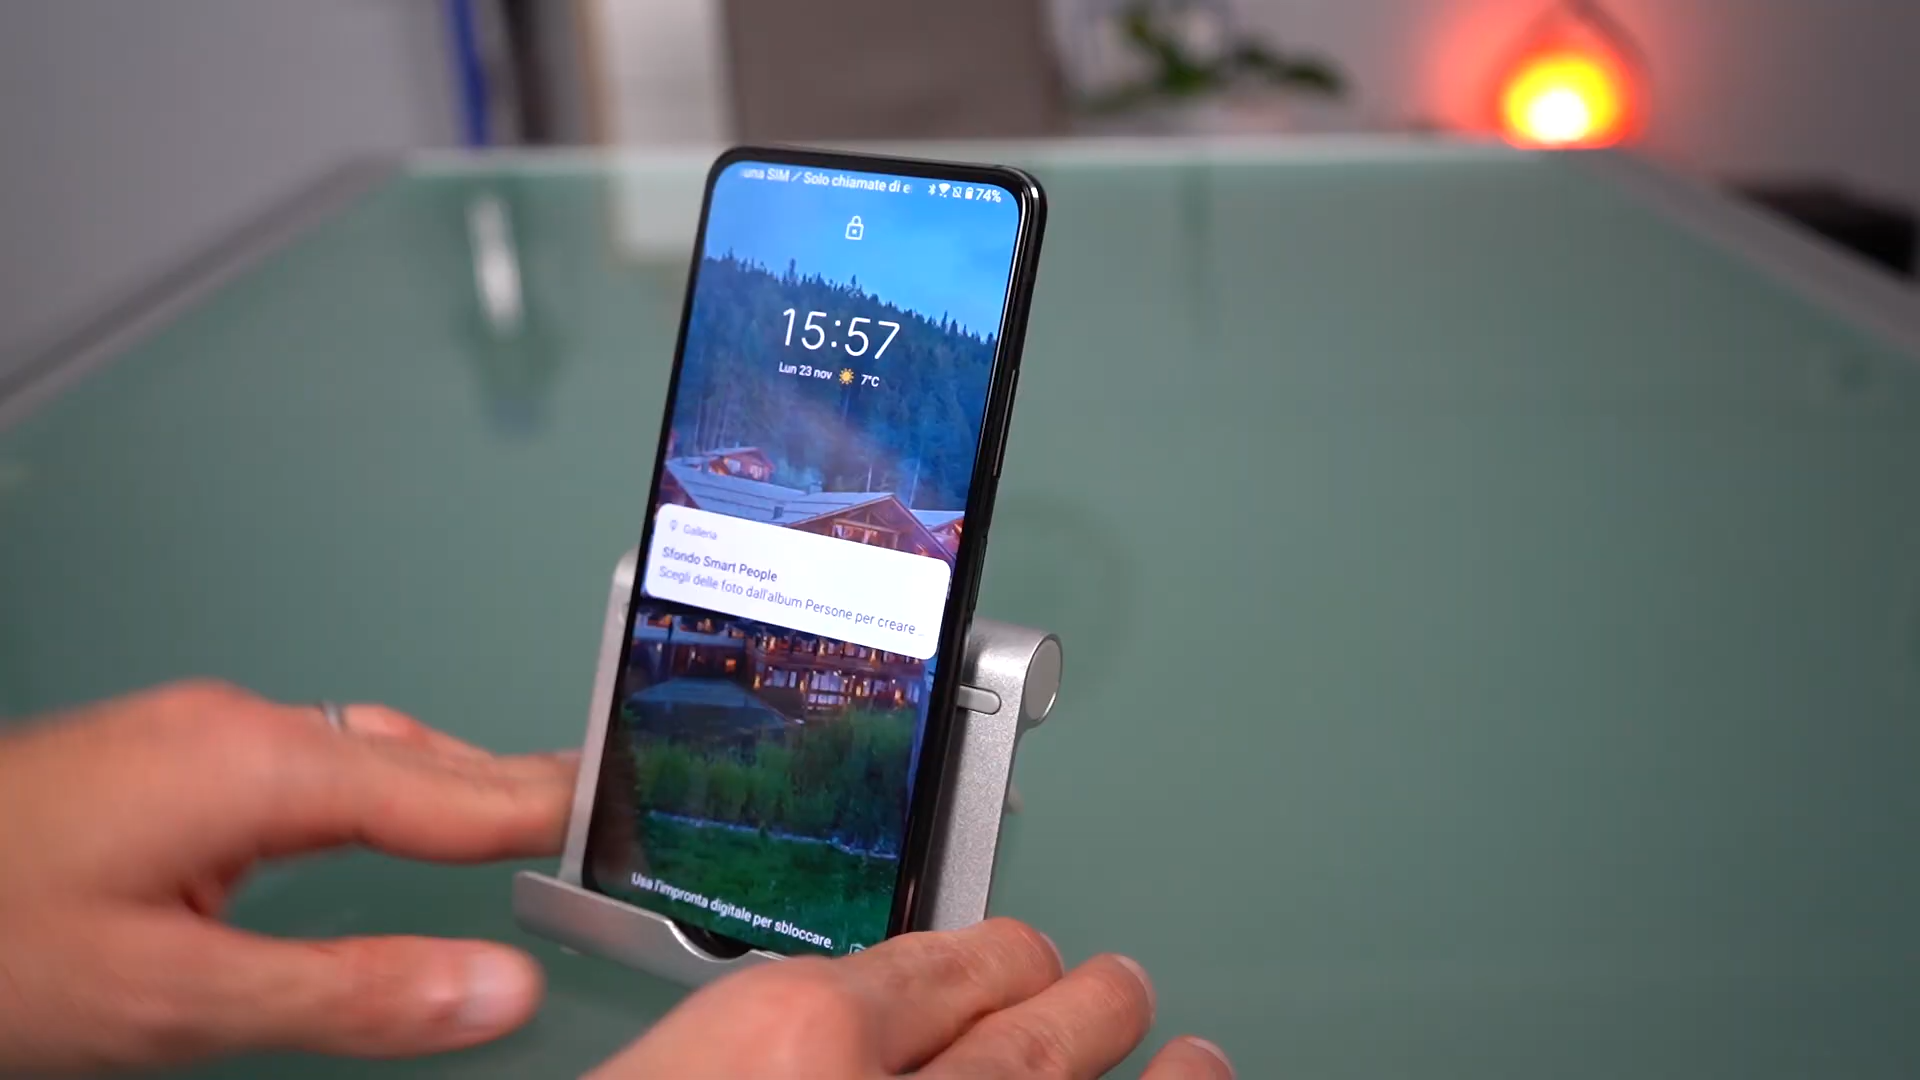 una SIM / Solo chiamate di e
74%
15:57
Lun 23 nov 7°C
Galleria
Sfondo Smart People
Scegli delle foto dall'album Persone per creare...
Usa l'impronta digitale per sbloccare.